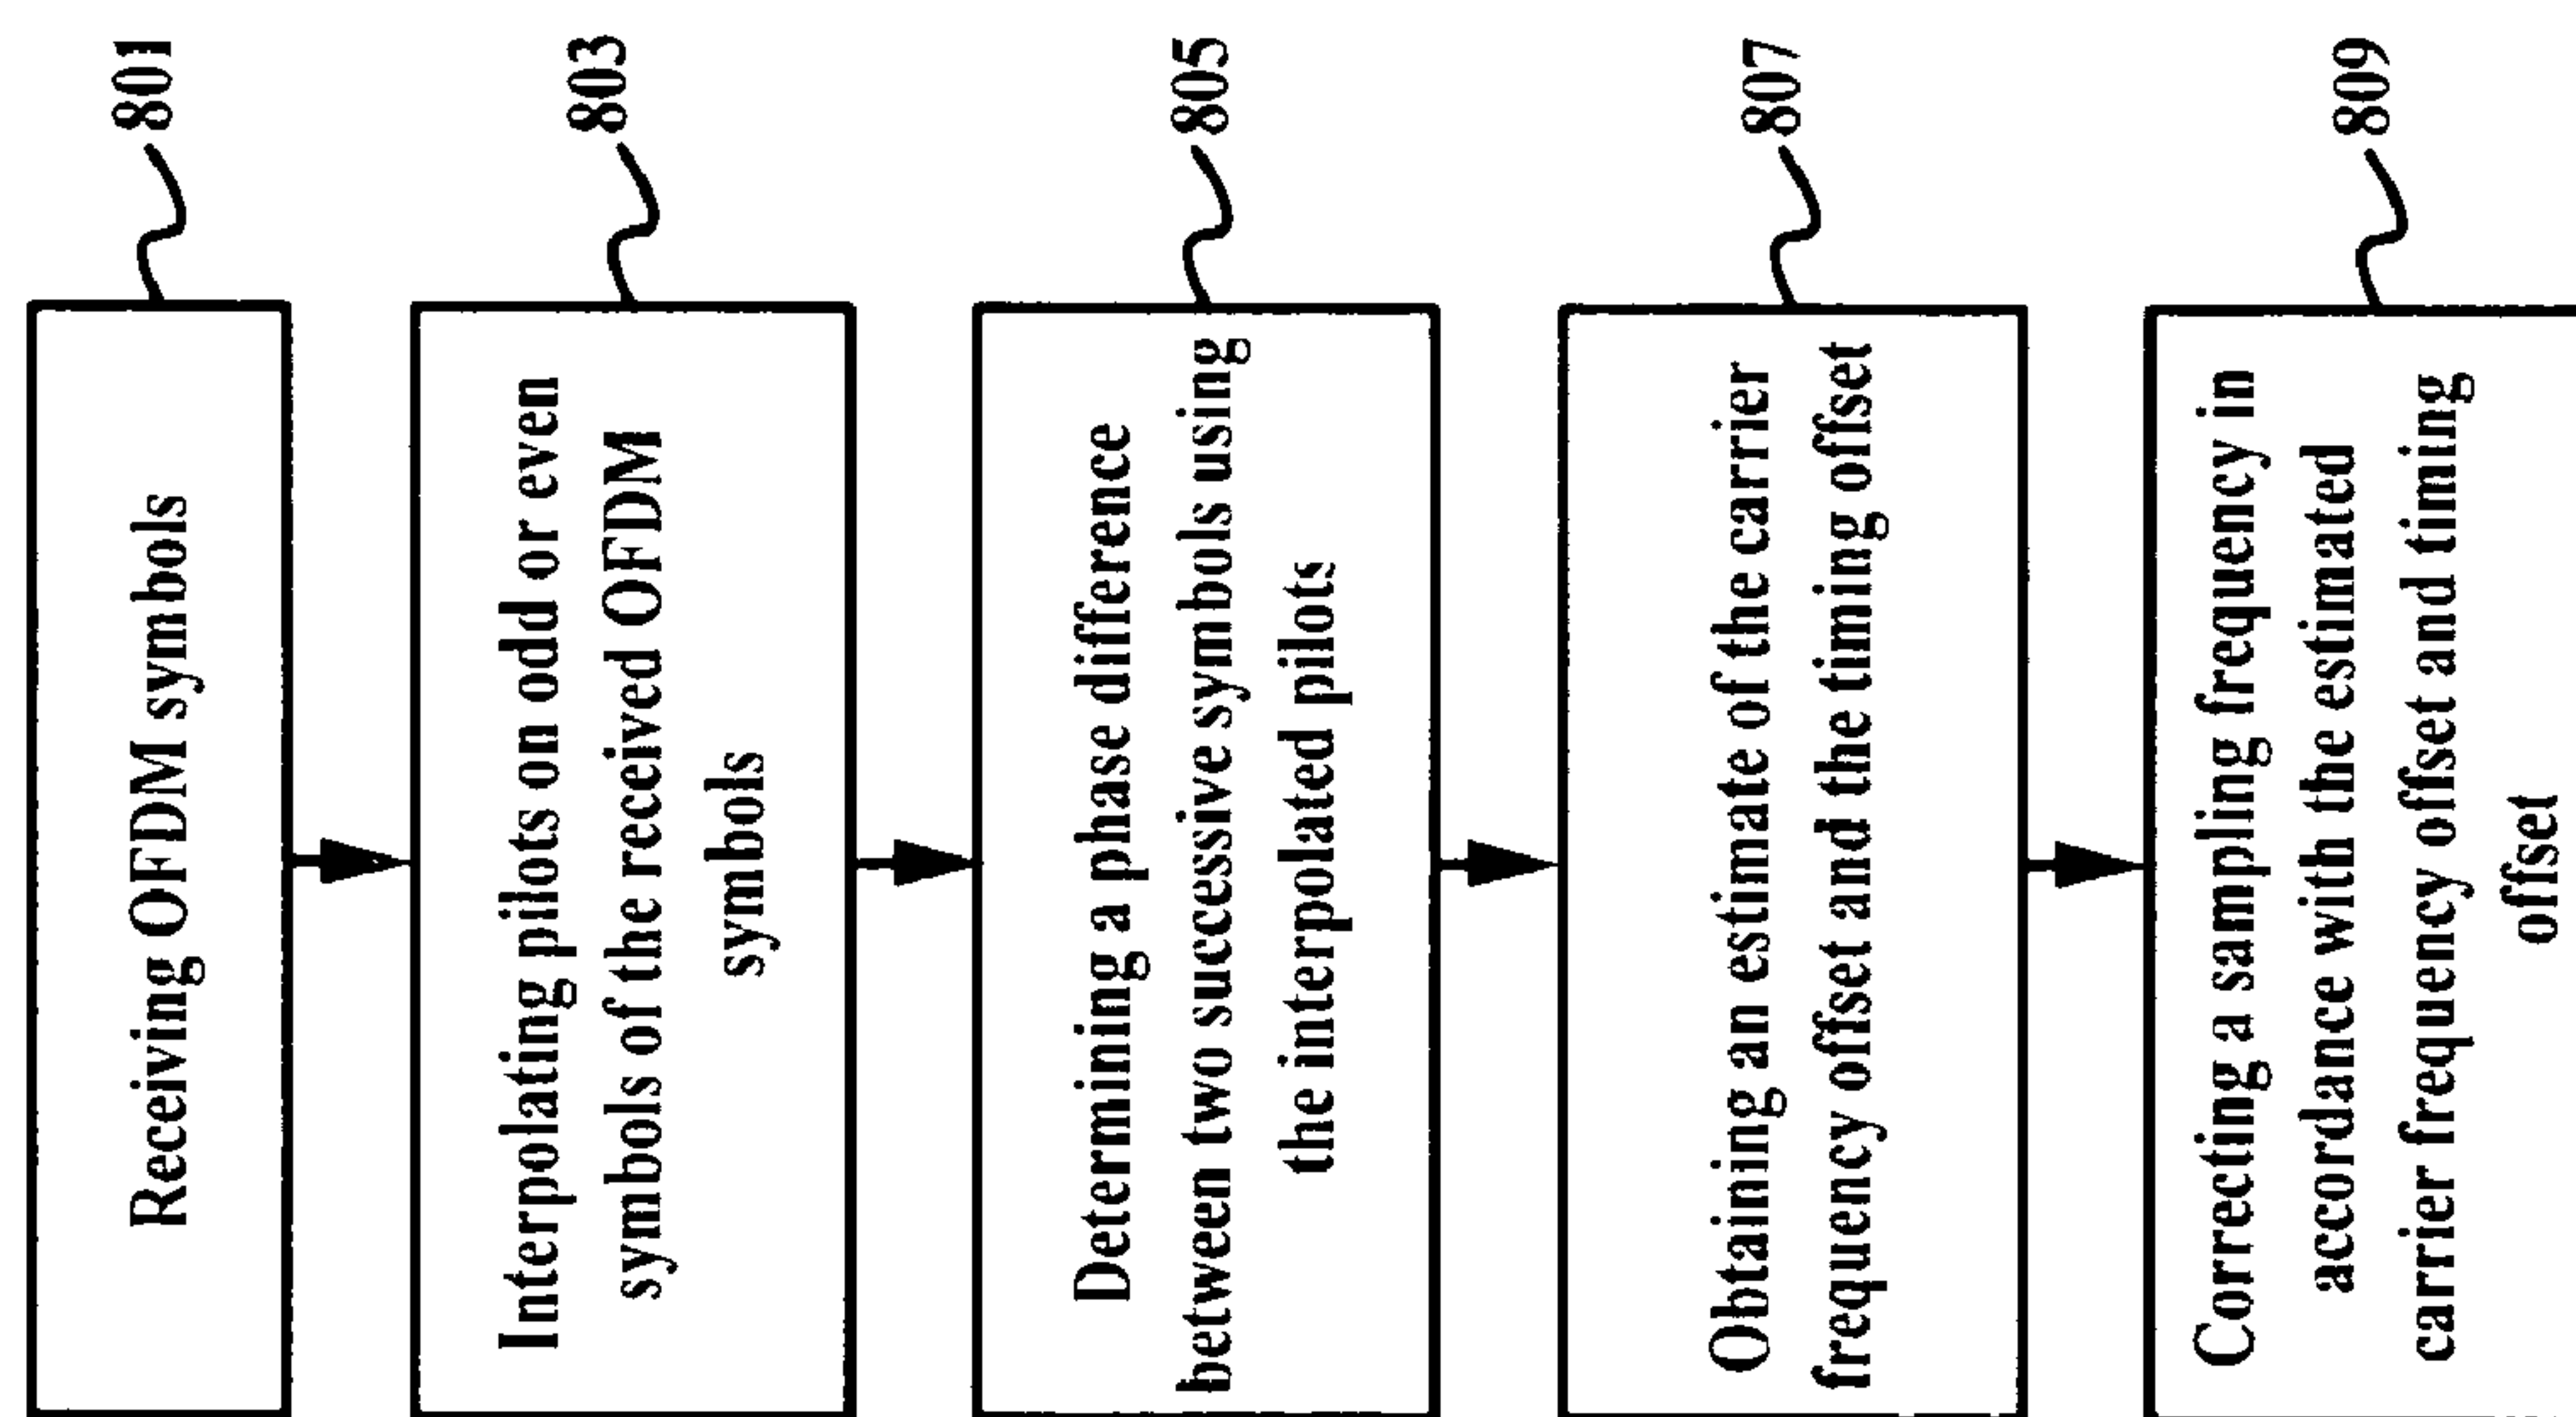 801
Receiving OFDM symbols
803
Interpolating pilots on odd or even
symbols of the received OFDM
symbols
805
Determining a phase difference
between two successive symbols using
the interpolated pilots
807
Obtaining an estimate of the carrier
frequency offset and the timing offset
809
Correcting a sampling frequency in
accordance with the estimated
carrier frequency offset and timing
offset